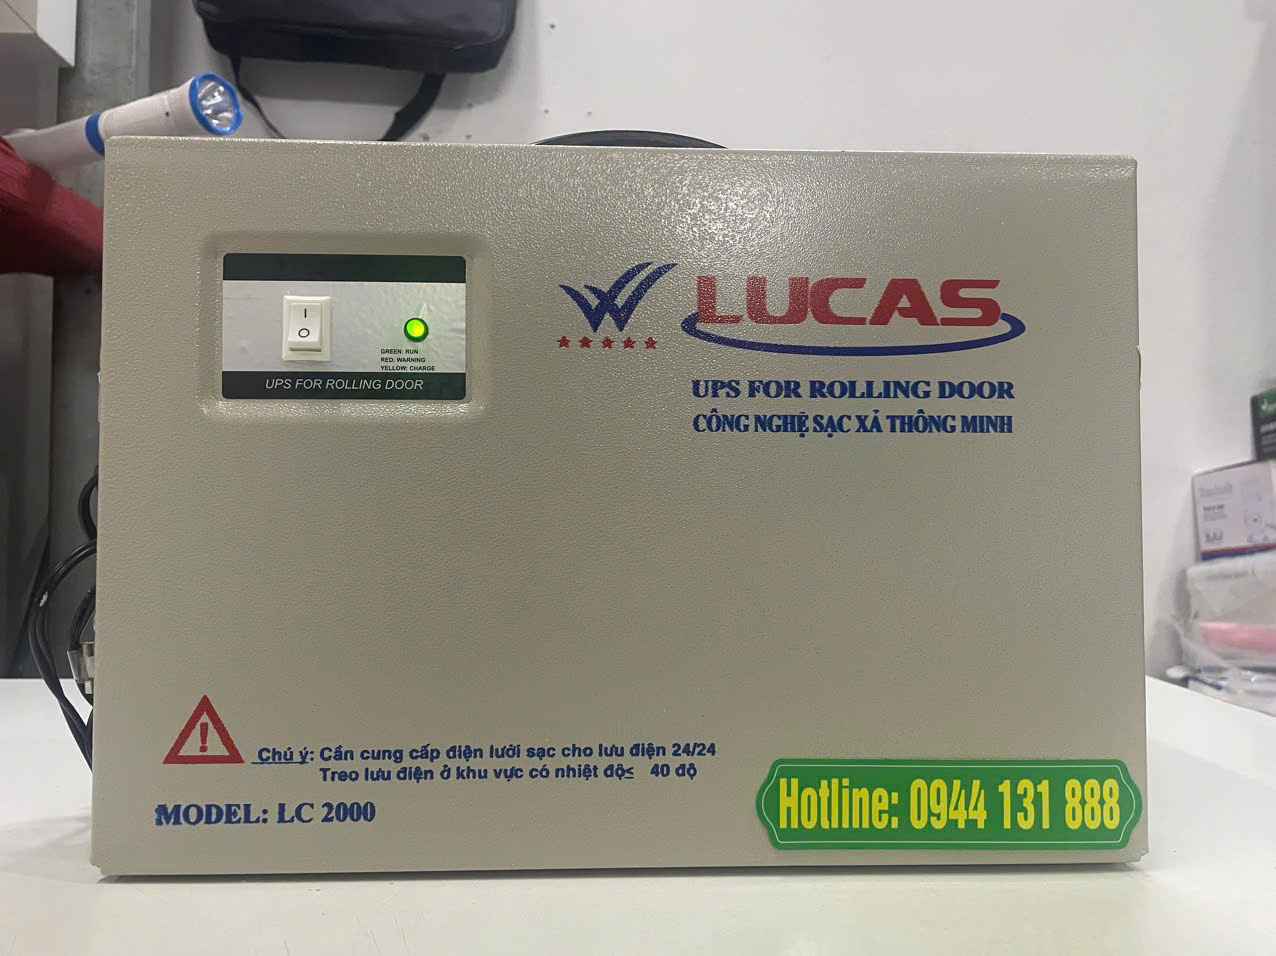 LUCAS
UPS FOR ROLLING DOOR
CÔNG NGHỆ SẠC XẢ THÔNG MINH
GREEN: RUN
RED: WARNING
YELLOW: CHARGE
UPS FOR ROLLING DOOR
Chú ý: Cần cung cấp điện lưới sạc cho lưu điện 24/24
Treo lưu điện ở khu vực có nhiệt độ≤ 40 độ
MODEL: LC 2000
Hotline: 0944 131 888